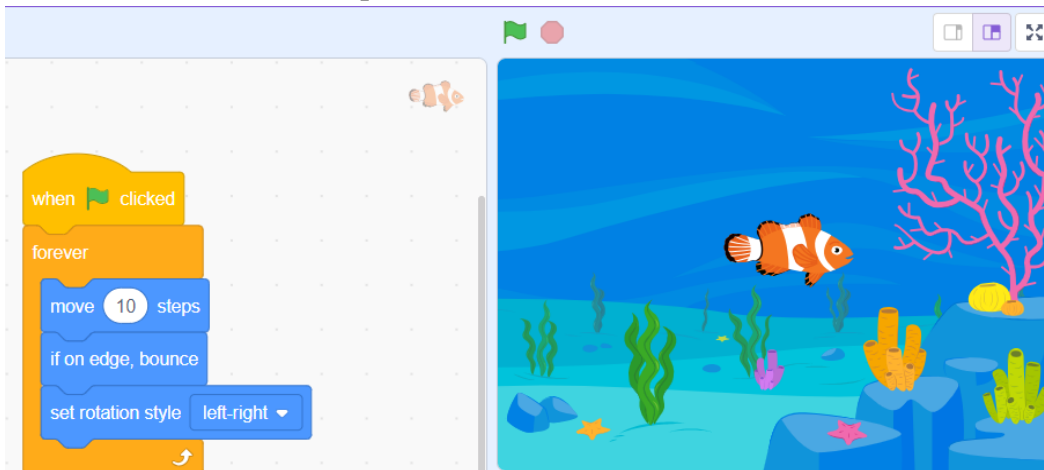 when clicked
forever
move 10 steps
if on edge, bounce
set rotation style left-right